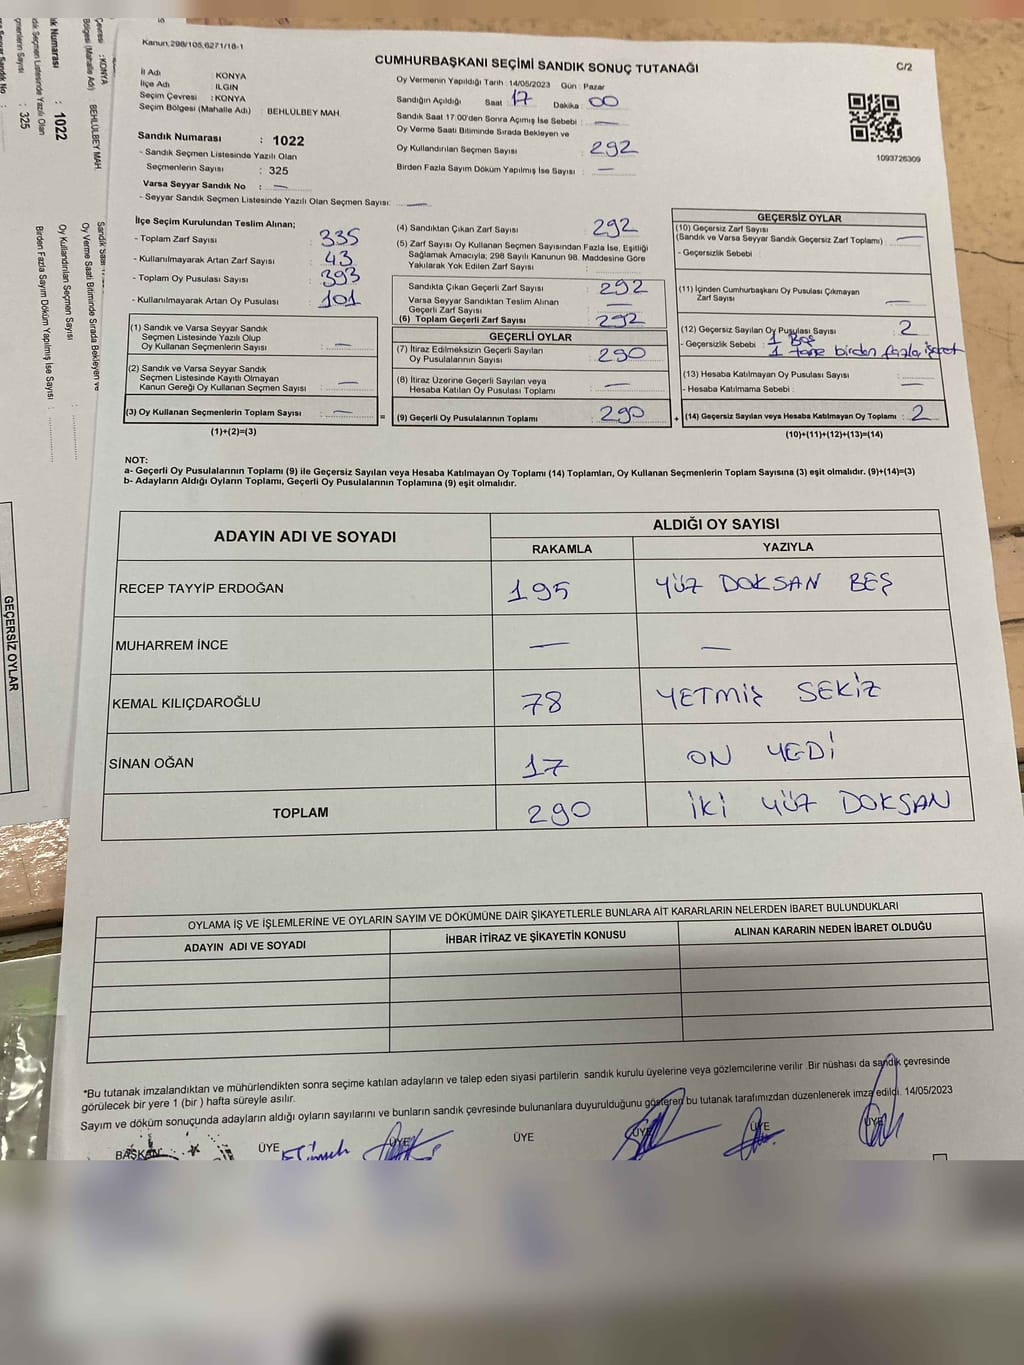 Kanun,298/105,6271/18-1
CUMHURBAŞKANI SEÇİMİ SANDIK SONUÇ TUTANAĞI
C/2
İl Adı : KONYA
İlçe Adı : ILGIN
Seçim Çevresi : KONYA
Seçim Bölgesi (Mahalle Adı) : BEHLÜLBEY MAH.
Oy Vermenin Yapıldığı Tarih : 14/05/2023 Gün : Pazar
Sandığın Açıldığı Saat : 17 Dakika : 00
Sandık Saat 17.00'den Sonra Açımış İse Sebebi : —
Oy Verme Saati Bitiminde Sırada Bekleyen ve
Oy Kullandırılan Seçmen Sayısı : 292
Birden Fazla Sayım Döküm Yapılmış İse Sayısı : —
1093726309
Sandık Numarası : 1022
- Sandık Seçmen Listesinde Yazılı Olan
Seçmenlerin Sayısı : 325
Varsa Seyyar Sandık No : —
- Seyyar Sandık Seçmen Listesinde Yazılı Olan Seçmen Sayısı: —
İlçe Seçim Kurulundan Teslim Alınan;
- Toplam Zarf Sayısı : 335
- Kullanılmayarak Artan Zarf Sayısı : 43
- Toplam Oy Pusulası Sayısı : 393
- Kullanılmayarak Artan Oy Pusulası : 101
(1) Sandık ve Varsa Seyyar Sandık
Seçmen Listesinde Yazılı Olup
Oy Kullanan Seçmenlerin Sayısı : —
(2) Sandık ve Varsa Seyyar Sandık
Seçmen Listesinde Kayıtlı Olmayan
Kanun Gereği Oy Kullanan Seçmen Sayısı : —
(3) Oy Kullanan Seçmenlerin Toplam Sayısı : —
(1)+(2)=(3)
(4) Sandıktan Çıkan Zarf Sayısı : 292
(5) Zarf Sayısı Oy Kullanan Seçmen Sayısından Fazla İse, Eşitliği
Sağlamak Amacıyla; 298 Sayılı Kanunun 98. Maddesine Göre
Yakılarak Yok Edilen Zarf Sayısı :
Sandıkta Çıkan Geçerli Zarf Sayısı : 292
Varsa Seyyar Sandıktan Teslim Alınan
Geçerli Zarf Sayısı : —
(6) Toplam Geçerli Zarf Sayısı : 292
GEÇERLİ OYLAR
(7) İtiraz Edilmeksizin Geçerli Sayılan
Oy Pusulalarının Sayısı : 290
(8) İtiraz Üzerine Geçerli Sayılan veya
Hesaba Katılan Oy Pusulası Toplamı : —
= (9) Geçerli Oy Pusulalarının Toplamı : 290
GEÇERSİZ OYLAR
(10) Geçersiz Zarf Sayısı
(Sandık ve Varsa Seyyar Sandık Geçersiz Zarf Toplamı) : —
- Geçersizlik Sebebi :
(11) İçinden Cumhurbaşkanı Oy Pusulası Çıkmayan
Zarf Sayısı : —
(12) Geçersiz Sayılan Oy Pusulası Sayısı : 2
- Geçersizlik Sebebi : 1 Boş
1 tane birden fazla işaret
(13) Hesaba Katılmayan Oy Pusulası Sayısı : —
- Hesaba Katılmama Sebebi :
+ (14) Geçersiz Sayılan veya Hesaba Katılmayan Oy Toplamı : 2
(10)+(11)+(12)+(13)=(14)
NOT:
a- Geçerli Oy Pusulalarının Toplamı (9) ile Geçersiz Sayılan veya Hesaba Katılmayan Oy Toplamı (14) Toplamları, Oy Kullanan Seçmenlerin Toplam Sayısına (3) eşit olmalıdır. (9)+(14)=(3)
b- Adayların Aldığı Oyların Toplamı, Geçerli Oy Pusulalarının Toplamına (9) eşit olmalıdır.
ADAYIN ADI VE SOYADI
ALDIĞI OY SAYISI
RAKAMLA YAZIYLA
RECEP TAYYİP ERDOĞAN 195 YÜZ DOKSAN BEŞ
MUHARREM İNCE — —
KEMAL KILIÇDAROĞLU 78 YETMİŞ SEKİZ
SİNAN OĞAN 17 ON YEDİ
TOPLAM 290 İKİ YÜZ DOKSAN
OYLAMA İŞ VE İŞLEMLERİNE VE OYLARIN SAYIM VE DÖKÜMÜNE DAİR ŞİKAYETLERLE BUNLARA AİT KARARLARIN NELERDEN İBARET BULUNDUKLARI
ADAYIN ADI VE SOYADI İHBAR İTİRAZ VE ŞİKAYETİN KONUSU ALINAN KARARIN NEDEN İBARET OLDUĞU
*Bu tutanak imzalandıktan ve mühürlendikten sonra seçime katılan adayların ve talep eden siyasi partilerin sandık kurulu üyelerine veya gözlemcilerine verilir. Bir nüshası da sandık çevresinde
görülecek bir yere 1 (bir ) hafta süreyle asılır.
Sayım ve döküm sonuçunda adayların aldığı oyların sayılarını ve bunların sandık çevresinde bulunanlara duyurulduğunu gösteren bu tutanak tarafımızdan düzenlenerek imza edildi. 14/05/2023
BAŞKAN ÜYE ÜYE ÜYE ÜYE ÜYE ÜYE
Çevresi : KONYA
Bölgesi (Mahalle Adı) BEHLÜLBEY MAH.
Numarası : 1022
Seçmen Listesinde Yazılı Olan
Sayısı : 325
Oy Verme Saati Bitiminde Sırada Bekleyen ve
Oy Kullandırılan Seçmen Sayısı
Birden Fazla Sayım Döküm Yapılmış İse Sayısı :
GEÇERSİZ OYLAR